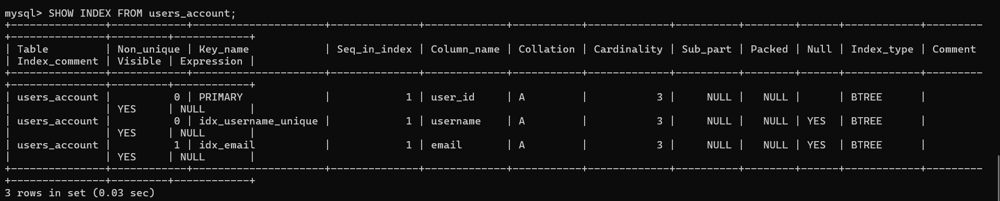 mysql> SHOW INDEX FROM users_account;
+---------------+------------+---------------------+--------------+-------------+-----------+-------------+----------+--------+------+------------+---------
+---------------+---------+------------+
| Table         | Non_unique | Key_name            | Seq_in_index | Column_name | Collation | Cardinality | Sub_part | Packed | Null | Index_type | Comment
| Index_comment | Visible | Expression |
+---------------+------------+---------------------+--------------+-------------+-----------+-------------+----------+--------+------+------------+---------
+---------------+---------+------------+
| users_account |          0 | PRIMARY             |            1 | user_id     | A         |           3 |     NULL |   NULL |      | BTREE      |
|               | YES     | NULL       |
| users_account |          0 | idx_username_unique |            1 | username    | A         |           3 |     NULL |   NULL | YES  | BTREE      |
|               | YES     | NULL       |
| users_account |          1 | idx_email           |            1 | email       | A         |           3 |     NULL |   NULL | YES  | BTREE      |
|               | YES     | NULL       |
+---------------+------------+---------------------+--------------+-------------+-----------+-------------+----------+--------+------+------------+---------
+---------------+---------+------------+
3 rows in set (0.03 sec)